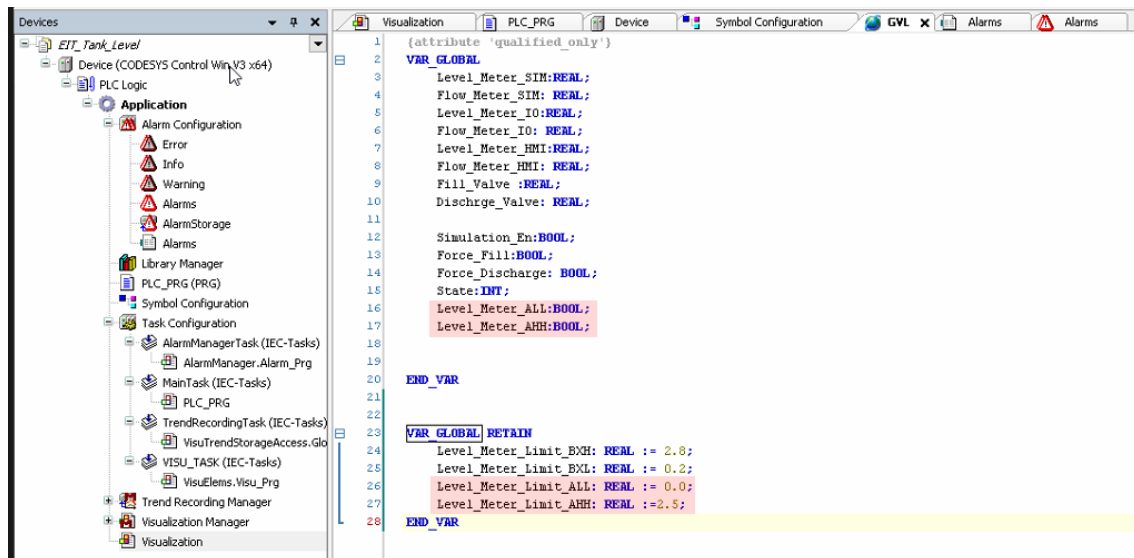 Devices
EIT_Tank_Level
Device (CODESYS Control Win V3 x64)
PLC Logic
Application
Alarm Configuration
Error
Info
Warning
Alarms
AlarmStorage
Alarms
Library Manager
PLC_PRG (PRG)
Symbol Configuration
Task Configuration
AlarmManagerTask (IEC-Tasks)
AlarmManager.Alarm_Prg
MainTask (IEC-Tasks)
PLC_PRG
TrendRecordingTask (IEC-Tasks)
VisuTrendStorageAccess.Glo
VISU_TASK (IEC-Tasks)
VisuElems.Visu_Prg
Trend Recording Manager
Visualization Manager
Visualization
Visualization PLC_PRG Device Symbol Configuration GVL Alarms Alarms
1 {attribute 'qualified_only'}
2 VAR_GLOBAL
3 Level_Meter_SIM:REAL;
4 Flow_Meter_SIM: REAL;
5 Level_Meter_IO:REAL;
6 Flow_Meter_IO: REAL;
7 Level_Meter_HMI:REAL;
8 Flow_Meter_HMI: REAL;
9 Fill_Valve :REAL;
10 Dischrge_Valve: REAL;
11
12 Simulation_En:BOOL;
13 Force_Fill:BOOL;
14 Force_Discharge: BOOL;
15 State:INT;
16 Level_Meter_ALL:BOOL;
17 Level_Meter_AHH:BOOL;
18
19
20 END_VAR
21
22
23 VAR_GLOBAL RETAIN
24 Level_Meter_Limit_BXH: REAL := 2.8;
25 Level_Meter_Limit_BXL: REAL := 0.2;
26 Level_Meter_Limit_ALL: REAL := 0.0;
27 Level_Meter_Limit_AHH: REAL :=2.5;
28 END_VAR